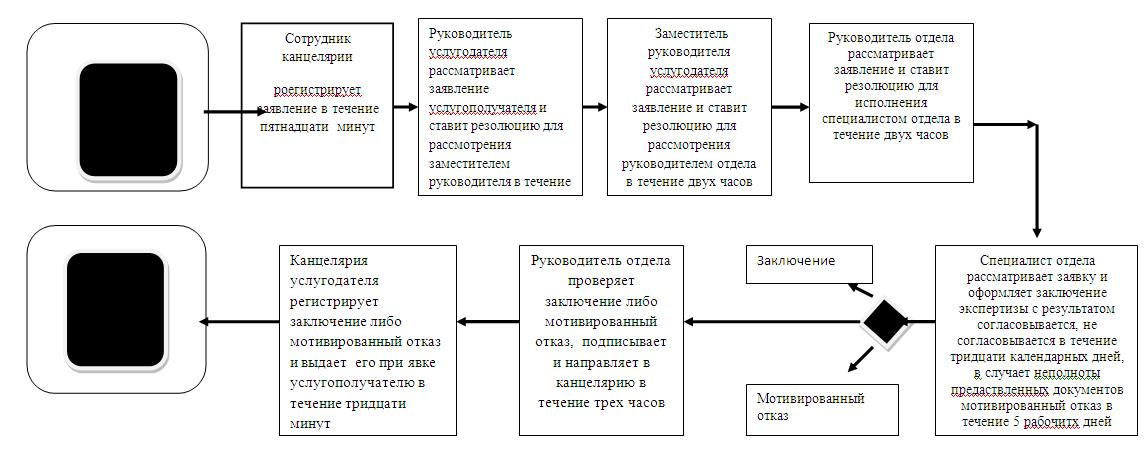 Сотрудник
канцелярии
роегистрирует
заявление в течение
пятнадцати минут
Руководитель
услугодателя
рассматривает
заявление
услугополучателя и
ставит резолюцию для
рассмотрения
заместителем
руководителя в течение
Заместитель
руководителя
услугодателя
рассматривает
заявление и ставит
резолюцию для
рассмотрения
руководителем отдела
в течение двух часов
Руководитель отдела
рассматривает
заявление и ставит
резолюцию для
исполнения
специалистом отдела в
течение двух часов
Канцелярия
услугодателя
регистрирует
заключение либо
мотивированный отказ
и выдает его при явке
услугополучателю в
течение тридцати
минут
Руководитель отдела
проверяет
заключение либо
мотивированный
отказ, подписывает
и направляет в
канцелярию в
течение трех часов
Заключение
Мотивированный
отказ
Специалист отдела
рассматривает заявку и
оформляет заключение
экспертизы с результатом
согласовывается, не
согласовывается в течение
тридцати календарных дней,
в случает неполноты
предаствленных документов
мотивированный отказ в
течение 5 рабочитх дней